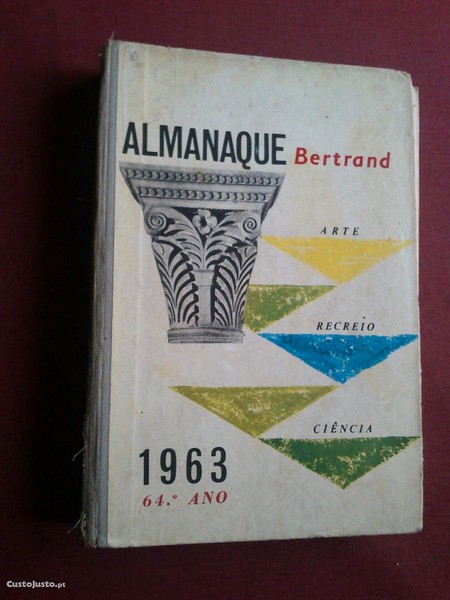 ALMANAQUE Bertrand
ARTE
RECREIO
CIÊNCIA
1963
64.º ANO
CustoJusto.pt